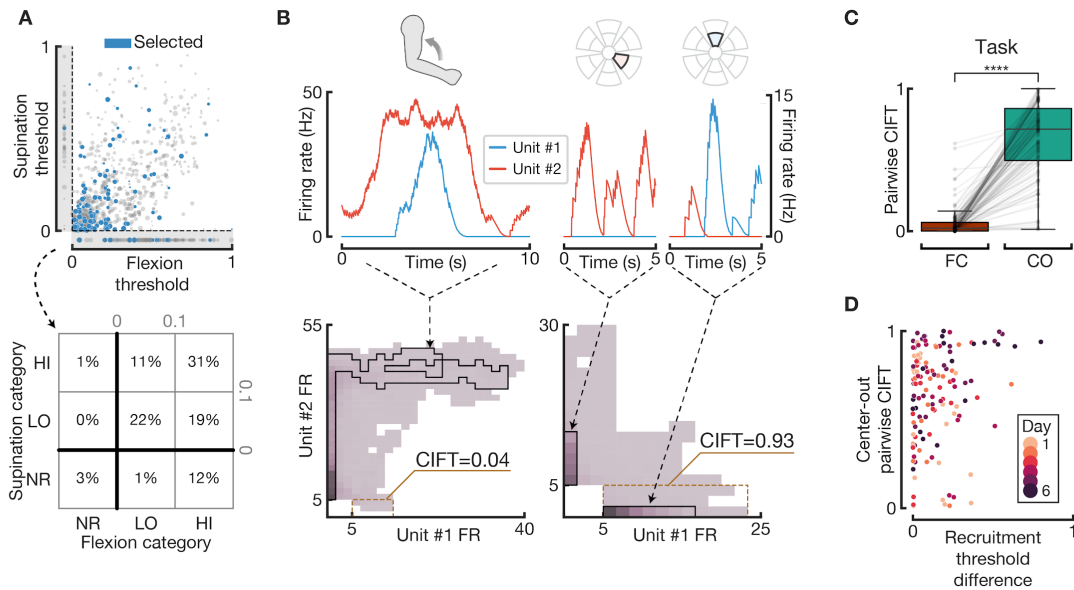 A
Selected
1
Supination
threshold
0
0
1
Flexion
threshold
0
0.1
HI
1%
11%
31%
LO
0%
22%
19%
0.1
NR
3%
1%
12%
0
Supination category
NR
LO
HI
Flexion category
B
50
Firing rate (Hz)
0
Unit #1
Unit #2
15
Firing rate (Hz)
0
0
Time (s)
10
0
Time (s)
5
0
Time (s)
5
55
Unit #2 FR
5
CIFT=0.04
5
Unit #1 FR
40
30
5
CIFT=0.93
5
Unit #1 FR
25
C
Task
****
1
Pairwise CIFT
0
FC
CO
D
1
Center-out
pairwise CIFT
0
Day
1
6
0
1
Recruitment
threshold
difference